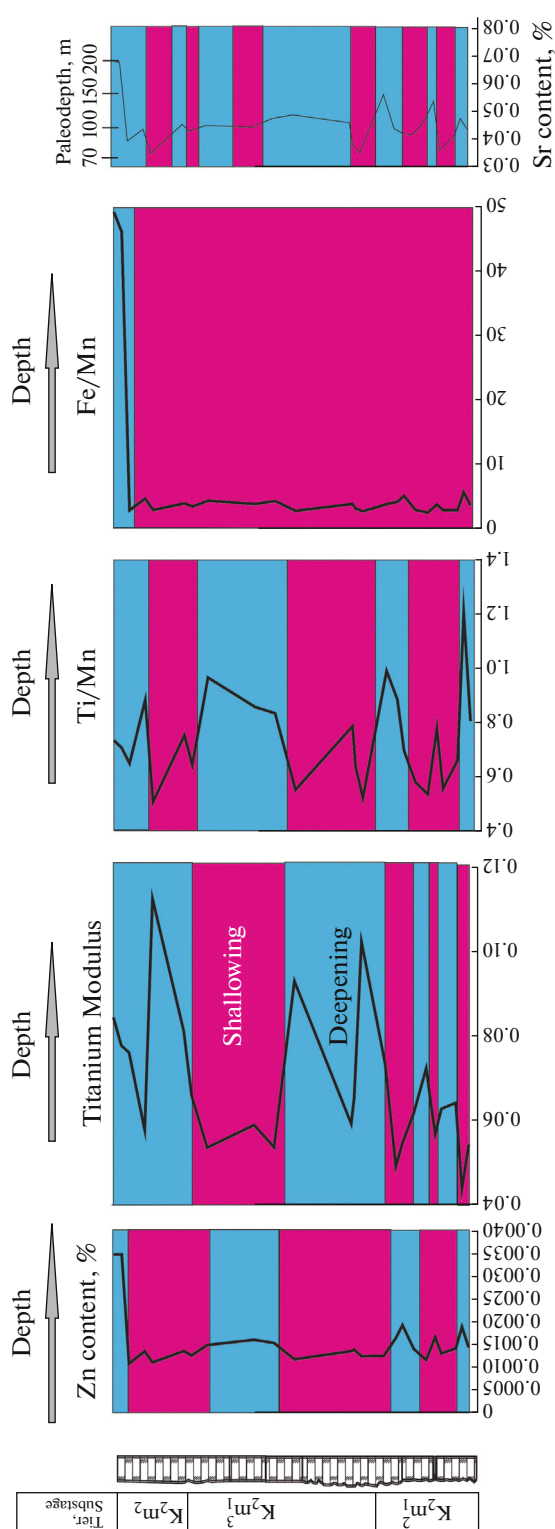 Tier,
Substage
K₂m₂
K₂m₁³
K₂m₁²
Depth
Zn content, %
0
0.0005
0.0010
0.0015
0.0020
0.0025
0.0030
0.0035
0.0040
Depth
Titanium Modulus
Shallowing
Deepening
0.04
0.06
0.80
0.10
0.12
Depth
Ti/Mn
0.4
0.6
0.8
1.0
1.2
1.4
Depth
Fe/Mn
0
10
20
30
40
50
Paleodepth, m
70 100 150 200
0.03
0.04
0.05
0.06
0.07
0.08
Sr content, %